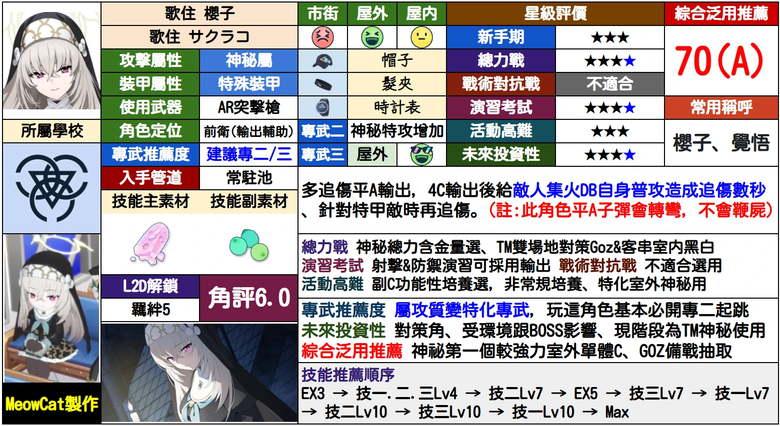 歌住 櫻子
歌住 サクラコ
市街 屋外 屋内
星級評價
綜合泛用推薦
新手期 ★★★
70(A)
攻擊屬性 神秘屬
帽子
總力戰 ★★★★
裝甲屬性 特殊裝甲
髮夾
戰術對抗戰 不適合
使用武器 AR突擊槍
時計表
演習考試 ★★★★
常用稱呼
所屬學校
角色定位 前衛(輸出輔助)
專武二 神秘特攻增加
活動高難 ★★★
櫻子、覺悟
專武推薦度 建議專二/三
專武三 屋外
未來投資性 ★★★★
入手管道 常駐池
多追傷平A輸出, 4C輸出後給敵人集火DB自身普攻造成追傷數秒
、針對特甲敵時再追傷。(註:此角色平A子彈會轉彎, 不會鞭屍)
技能主素材 技能副素材
總力戰 神秘總力含金量選、TM雙場地對策Goz&客串室内黑白
演習考試 射擊&防禦演習可採用輸出 戰術對抗戰 不適合選用
活動高難 副C功能性培養選, 非常規培養、特化室外神秘用
L2D解鎖
羈絆5
角評6.0
專武推薦度 屬攻質變特化專武, 玩這角色基本必開專二起跳
未來投資性 對策角、受環境跟BOSS影響、現階段為TM神秘使用
綜合泛用推薦 神祕第一個較強力室外單體C、GOZ備戰抽取
技能推薦順序
EX3 → 技一.二.三Lv4 → 技二Lv7 → EX5 → 技三Lv7 → 技一Lv7
→ 技二Lv10 → 技三Lv10 → 技一Lv10 → Max
MeowCat製作